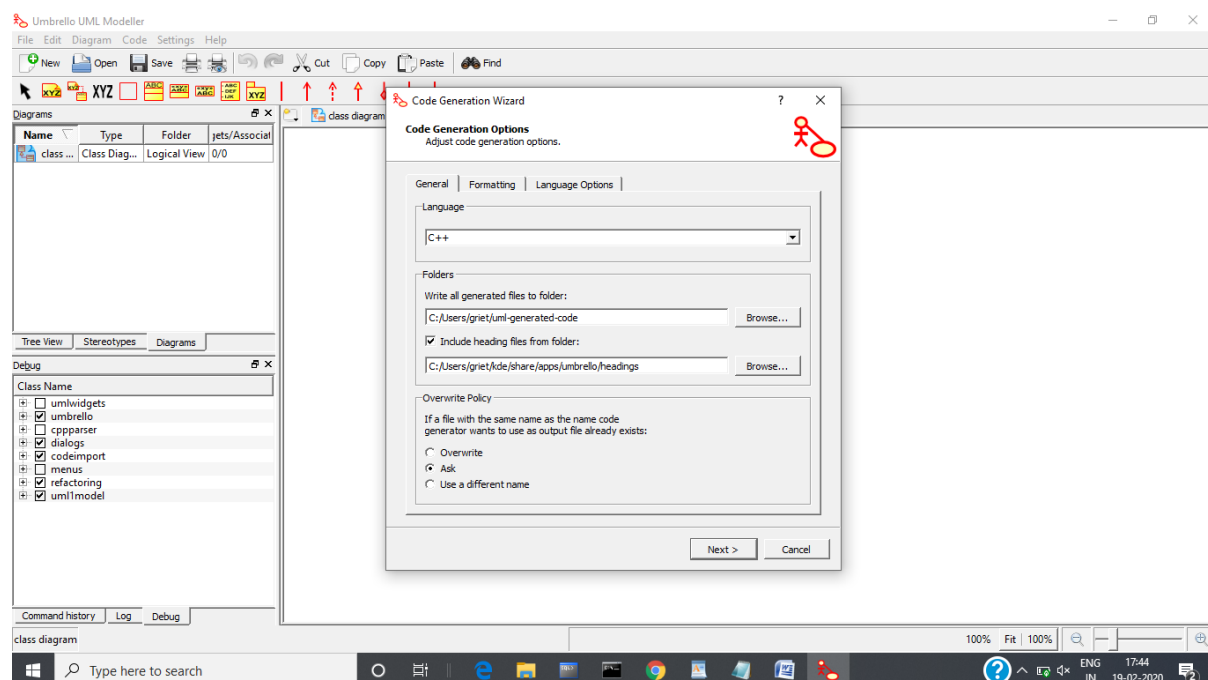 Umbrello UML Modeller
File Edit Diagram Code Settings Help
New Open Save Cut Copy Paste Find
XYZ XYZ XYZ ABC XYZ
Diagrams
class diagram
Name Type Folder jets/Associat
class ... Class Diag... Logical View 0/0
Tree View Stereotypes Diagrams
Debug
Class Name
umlwidgets
umbrello
cppparser
dialogs
codeimport
menus
refactoring
uml1model
Command history Log Debug
class diagram
Code Generation Wizard ?
Code Generation Options
Adjust code generation options.
General Formatting Language Options
Language
C++
Folders
Write all generated files to folder:
C:/Users/griet/uml-generated-code Browse...
Include heading files from folder:
C:/Users/griet/kde/share/apps/umbrello/headings Browse...
Overwrite Policy
If a file with the same name as the name code
generator wants to use as output file already exists:
Overwrite
Ask
Use a different name
Next > Cancel
100% Fit 100%
Type here to search
ENG 17:44
IN 19-02-2020